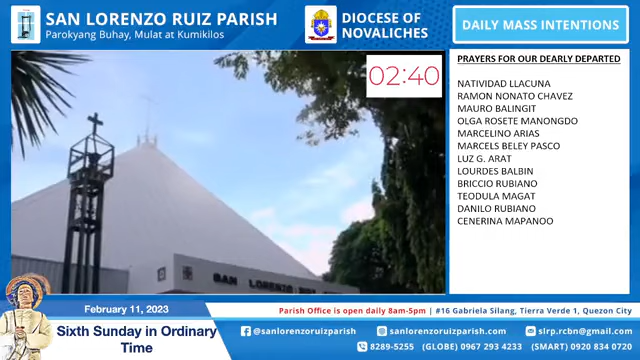 SAN LORENZO RUIZ PARISH
Parokyang Buhay, Mulat at Kumikilos
DIOCESE OF
NOVALICHES
DAILY MASS INTENTIONS
02:40
PRAYERS FOR OUR DEARLY DEPARTED
NATIVIDAD LLACUNA
RAMON NONATO CHAVEZ
MAURO BALINGIT
OLGA ROSETE MANONGDO
MARCELINO ARIAS
MARCELS BELEY PASCO
LUZ G. ARAT
LOURDES BALBIN
BRICCIO RUBIANO
TEODULA MAGAT
DANILO RUBIANO
CENERINA MAPANOO
SAN LORENZO RUIZ
February 11, 2023
Parish Office is open daily 8am-5pm | #16 Gabriela Silang, Tierra Verde 1, Quezon City
Sixth Sunday in Ordinary
Time
@sanlorenzoruizparish
sanlorenzoruizparish.com
slrp.rcbn@gmail.com
8289-5255 (GLOBE) 0967 293 4233 (SMART) 0920 834 0720